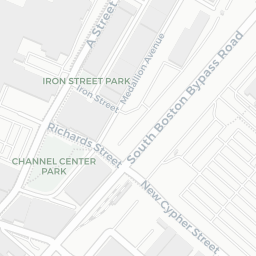 A Street
Medallion Avenue
IRON STREET PARK
Iron Street
South Boston Bypass Road
Richards Street
CHANNEL CENTER
PARK
New Cypher Street